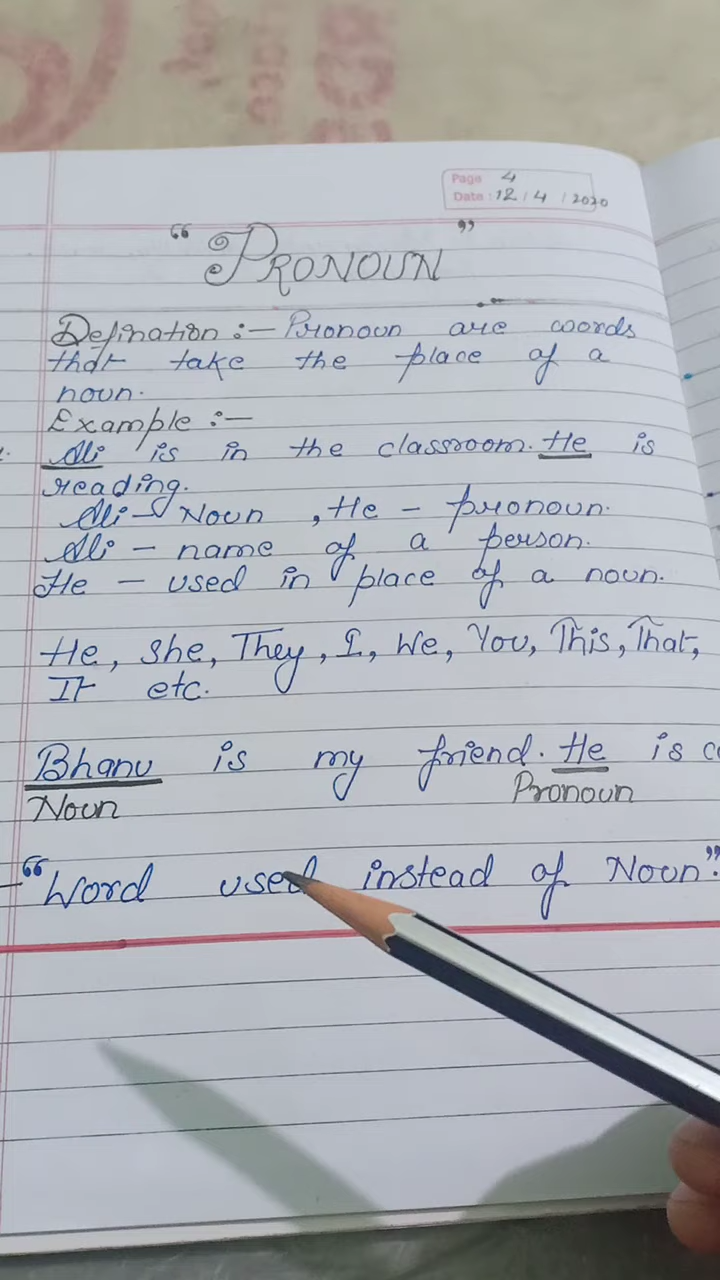 Page 4
Date : 12 / 4 / 2020
“PRONOUN”
Defination :- Pronoun are words
that take the place of a
noun.
Example :-
Ali is in the classroom. He is
reading.
Ali - Noun , He - pronoun.
Ali - name of a person.
He - used in place of a noun.
He, She, They, I, We, You, This, That,
It etc.
Bhanu is my friend. He is
Noun Pronoun
“Word used instead of Noun”.